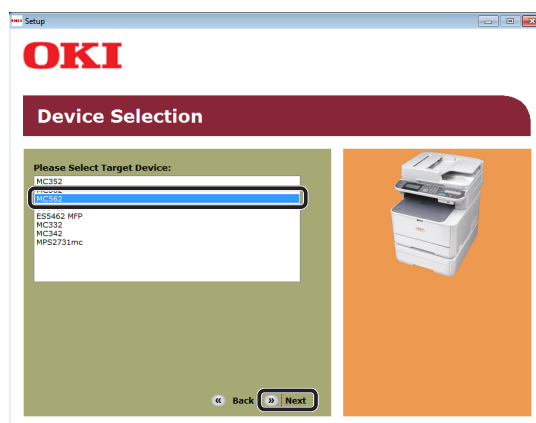 Setup
OKI
Device Selection
Please Select Target Device:
MC352
MC562
ES5462 MFP
MC332
MC342
MPS2731mc
« Back » Next